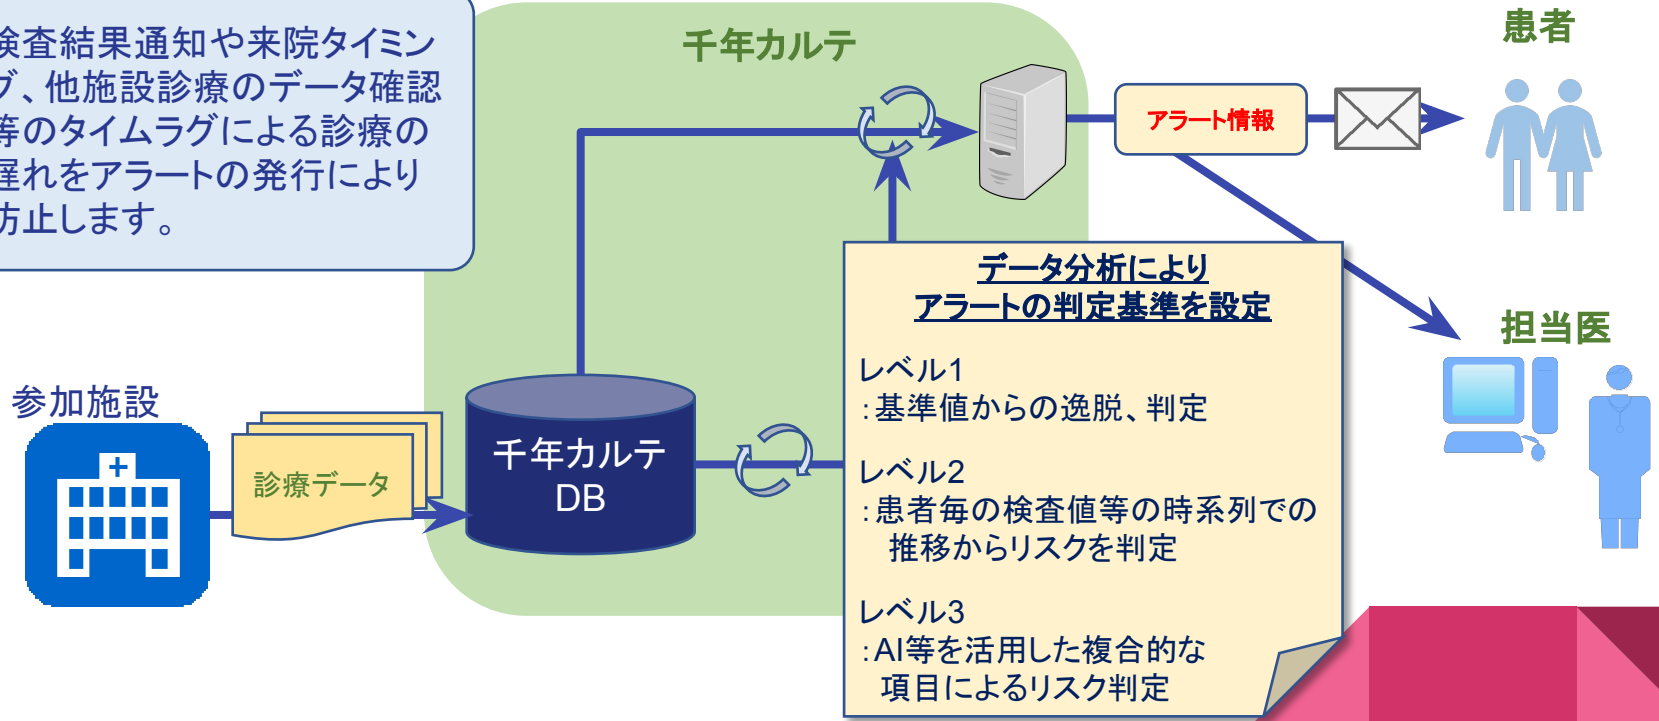 検査結果通知や来院タイミン
グ、他施設診療のデータ確認
等のタイムラグによる診療の
遅れをアラートの発行により
防止します。
千年カルテ
患者
アラート情報
データ分析により
アラートの判定基準を設定
レベル1
:基準値からの逸脱、判定
レベル2
:患者毎の検査値等の時系列での
推移からリスクを判定
レベル3
:AI等を活用した複合的な
項目によるリスク判定
担当医
参加施設
診療データ
千年カルテ
DB